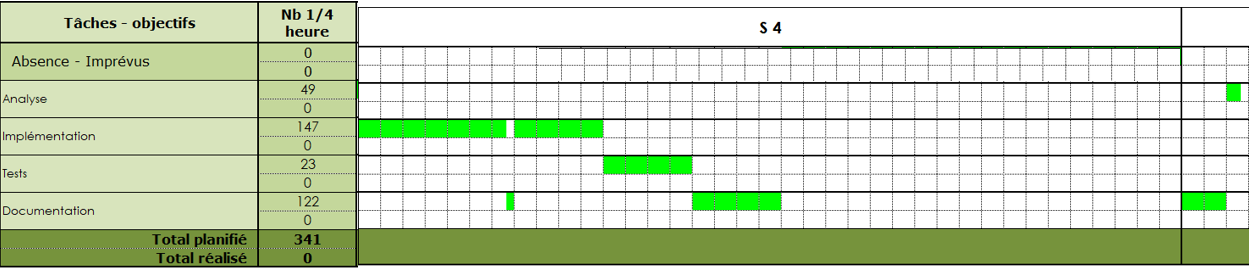 Tâches - objectifs
Nb 1/4
heure
S 4
Absence - Imprévus
0
0
Analyse
49
0
Implémentation
147
0
Tests
23
0
Documentation
122
0
Total planifié
341
Total réalisé
0